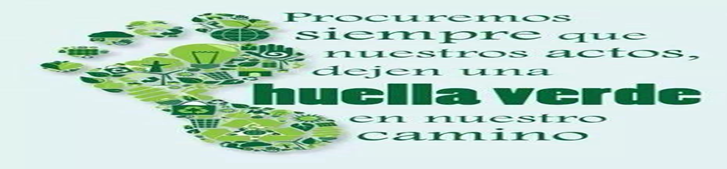 Procuremos
siempre que
nuestros actos,
dejen una
huella verde
en nuestro
camino